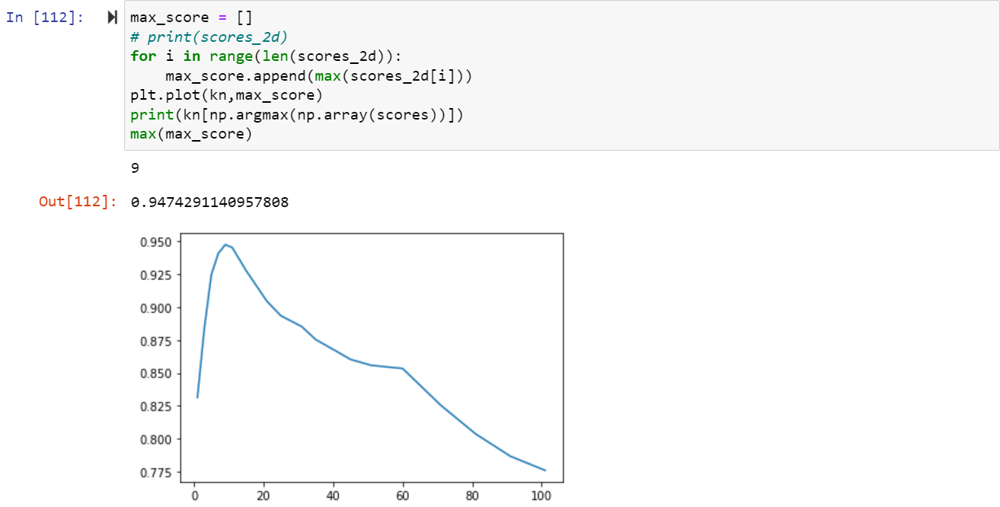 In [112]:
max_score = []
# print(scores_2d)
for i in range(len(scores_2d)):
    max_score.append(max(scores_2d[i]))
plt.plot(kn,max_score)
print(kn[np.argmax(np.array(scores))])
max(max_score)
9
Out[112]: 0.9474291140957808
0.950
0.925
0.900
0.875
0.850
0.825
0.800
0.775
0 20 40 60 80 100